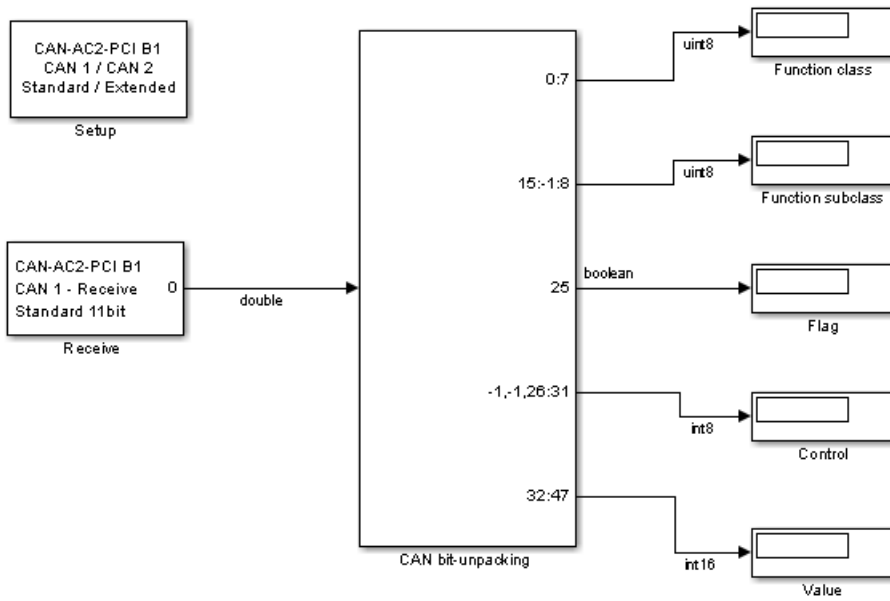 CAN-AC2-PCI B1
CAN 1 / CAN 2
Standard / Extended
Setup
CAN-AC2-PCI B1
CAN 1 - Receive
Standard 11bit
0
Receive
double
0:7
15:-1:8
25
-1,-1,26:31
32:47
CAN bit-unpacking
uint8
Function class
uint8
Function subclass
boolean
Flag
int8
Control
int16
Value